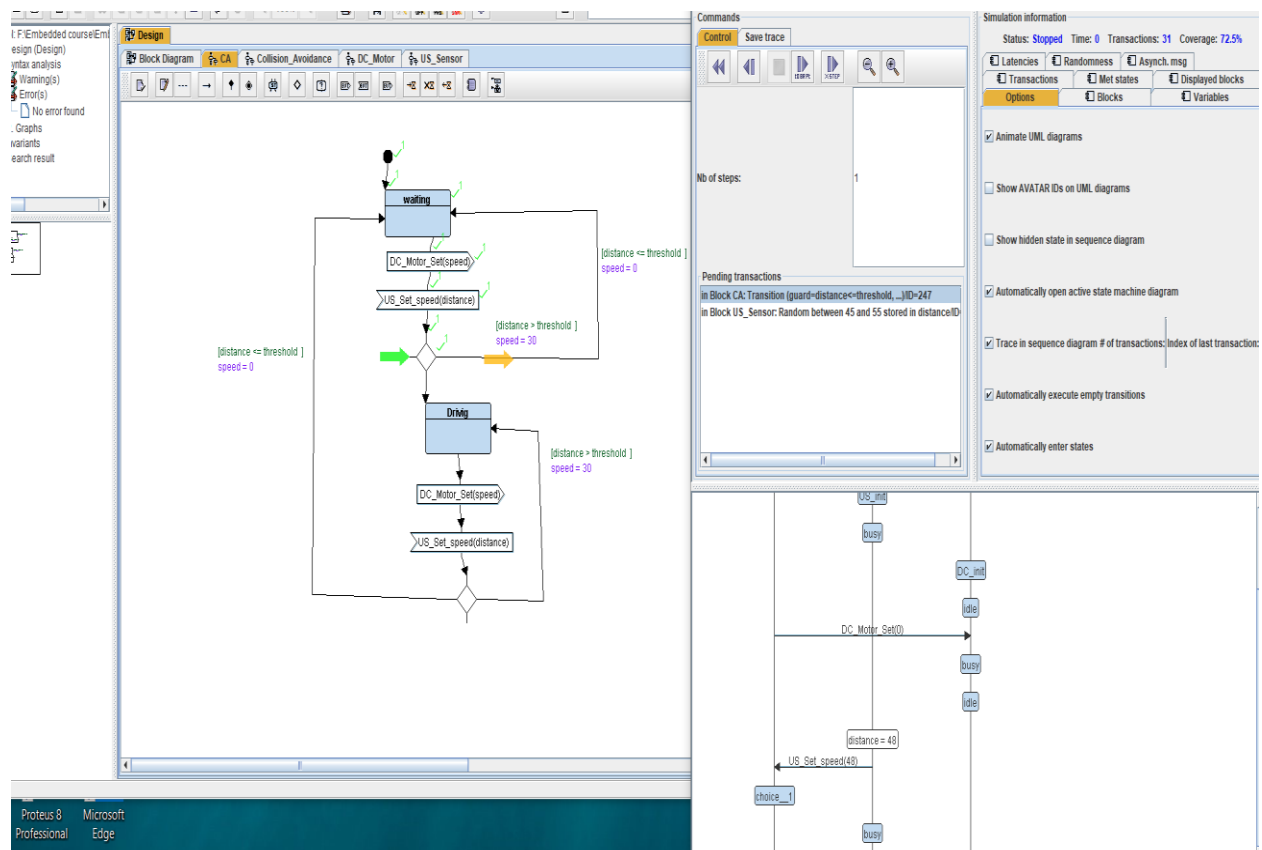 l: F:\Embedded course\Emb
esign (Design)
yntax analysis
Warning(s)
Error(s)
No error found
. Graphs
variants
earch result
Design
Block Diagram
CA
Collision_Avoidance
DC_Motor
US_Sensor
waiting
DC_Motor_Set(speed)
US_Set_speed(distance)
[distance <= threshold ]
speed = 0
[distance > threshold ]
speed = 30
[distance <= threshold ]
speed = 0
Drivig
[distance > threshold ]
speed = 30
DC_Motor_Set(speed)
US_Set_speed(distance)
Proteus 8
Professional
Microsoft
Edge
Commands
Control
Save trace
Nb of steps:
1
Pending transactions
in Block CA: Transition (guard=distance<=threshold, ...)/ID=247
in Block US_Sensor: Random between 45 and 55 stored in distance/ID
Simulation information
Status: Stopped Time: 0 Transactions: 31 Coverage: 72.5%
Latencies
Randomness
Asynch. msg
Transactions
Met states
Displayed blocks
Options
Blocks
Variables
Animate UML diagrams
Show AVATAR IDs on UML diagrams
Show hidden state in sequence diagram
Automatically open active state machine diagram
Trace in sequence diagram # of transactions: Index of last transaction:
Automatically execute empty transitions
Automatically enter states
US_init
busy
DC_init
idle
DC_Motor_Set(0)
busy
idle
distance = 48
US_Set_speed(48)
choice__1
busy